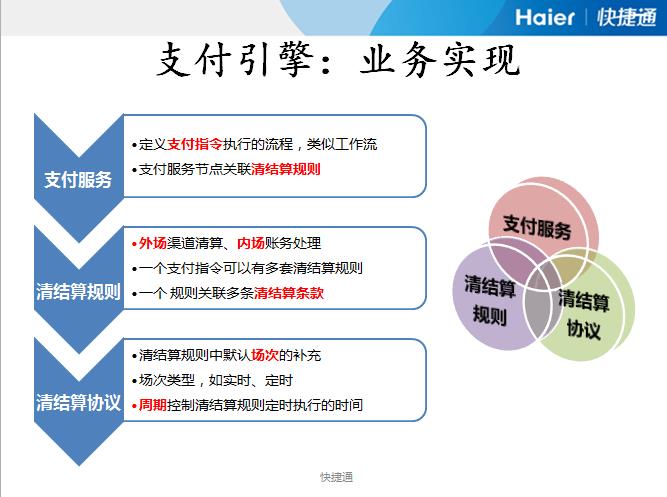 Haier | 快捷通
支付引擎：业务实现
支付服务
•定义支付指令执行的流程，类似工作流
•支付服务节点关联清结算规则
清结算规则
•外场渠道清算、内场账务处理
•一个支付指令可以有多套清结算规则
•一个 规则关联多条清结算条款
清结算协议
•清结算规则中默认场次的补充
•场次类型，如实时、定时
•周期控制清结算规则定时执行的时间
支付服务
清结算
规则
清结算
协议
快捷通